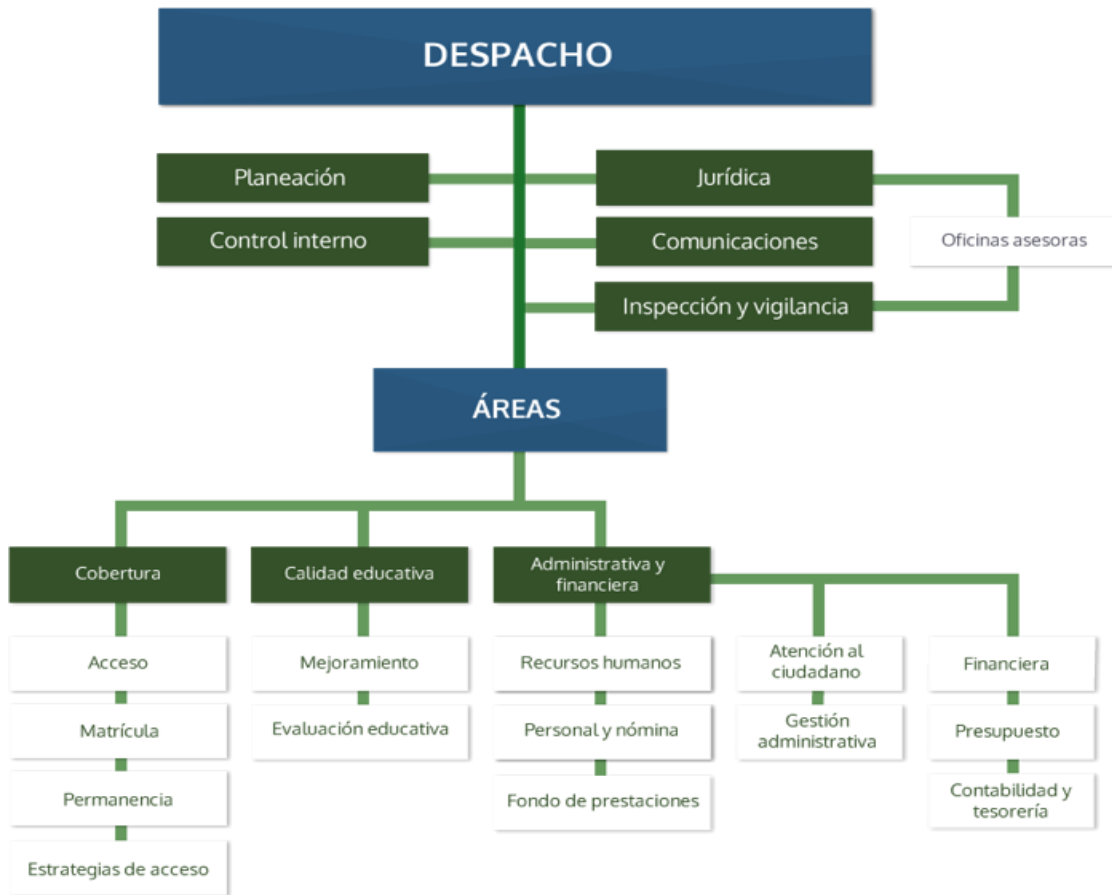 DESPACHO
Planeación
Jurídica
Control interno
Comunicaciones
Oficinas asesoras
Inspección y vigilancia
ÁREAS
Cobertura
Calidad educativa
Administrativa y
financiera
Acceso
Mejoramiento
Recursos humanos
Atención al
ciudadano
Financiera
Matrícula
Evaluación educativa
Personal y nómina
Gestión
administrativa
Presupuesto
Permanencia
Fondo de prestaciones
Contabilidad y
tesorería
Estrategias de acceso